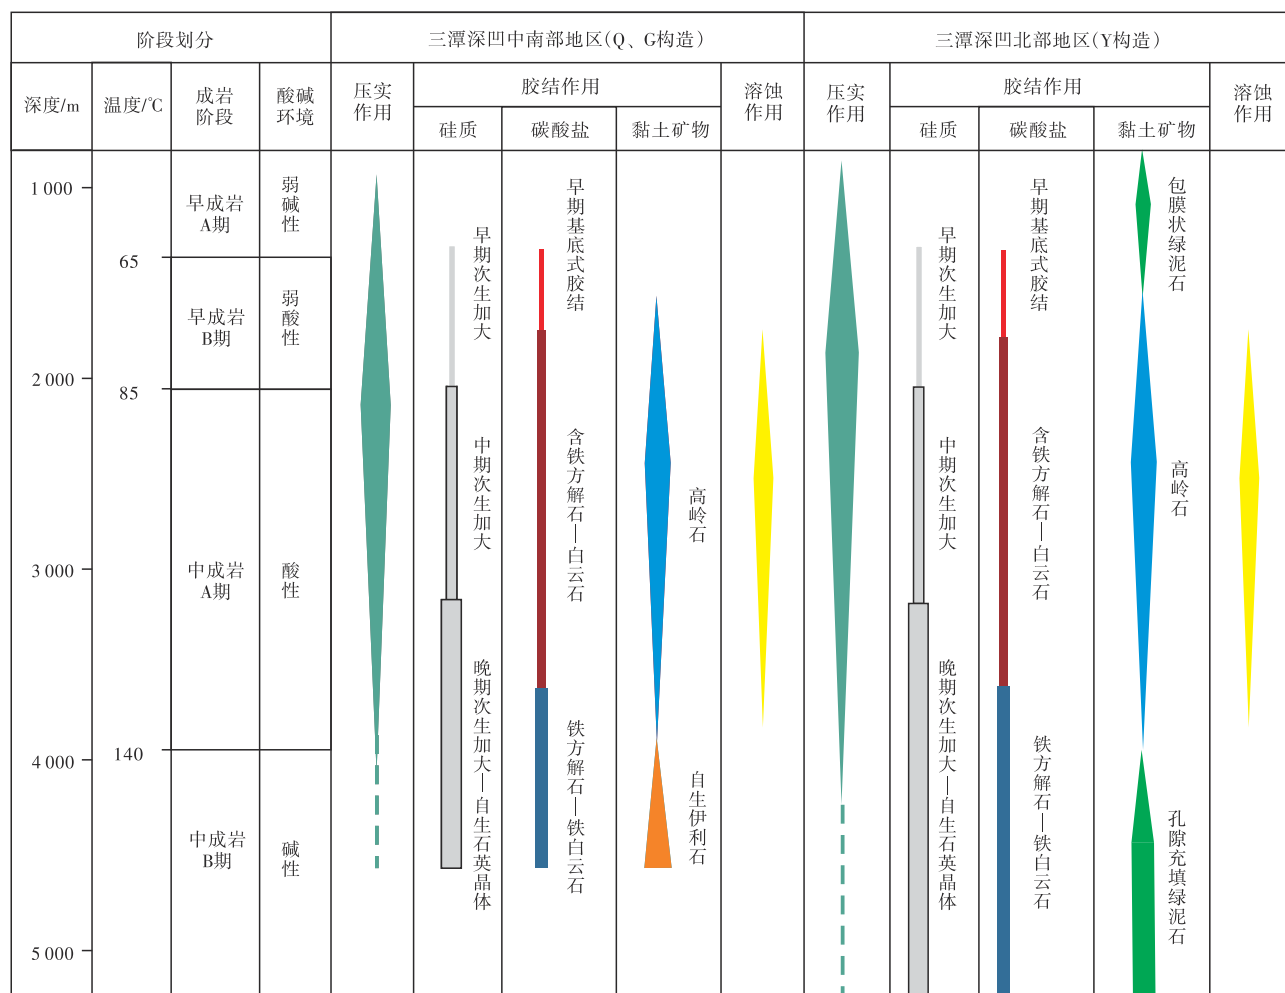 阶段划分
三潭深凹中南部地区(Q、G构造)
三潭深凹北部地区(Y构造)
深度/m
温度/℃
成岩
阶段
酸碱
环境
压实
作用
胶结作用
硅质
碳酸盐
黏土矿物
溶蚀
作用
压实
作用
胶结作用
硅质
碳酸盐
黏土矿物
溶蚀
作用
1 000
2 000
3 000
4 000
5 000
65
85
140
早成岩
A期
早成岩
B期
中成岩
A期
中成岩
B期
弱碱性
弱酸性
酸性
碱性
早期次生加大
中期次生加大
晚期次生加大—自生石英晶体
早期基底式胶结
含铁方解石—白云石
铁方解石—铁白云石
高岭石
自生伊利石
早期次生加大
中期次生加大
晚期次生加大—自生石英晶体
早期基底式胶结
含铁方解石—白云石
铁方解石—铁白云石
包膜状绿泥石
高岭石
孔隙充填绿泥石